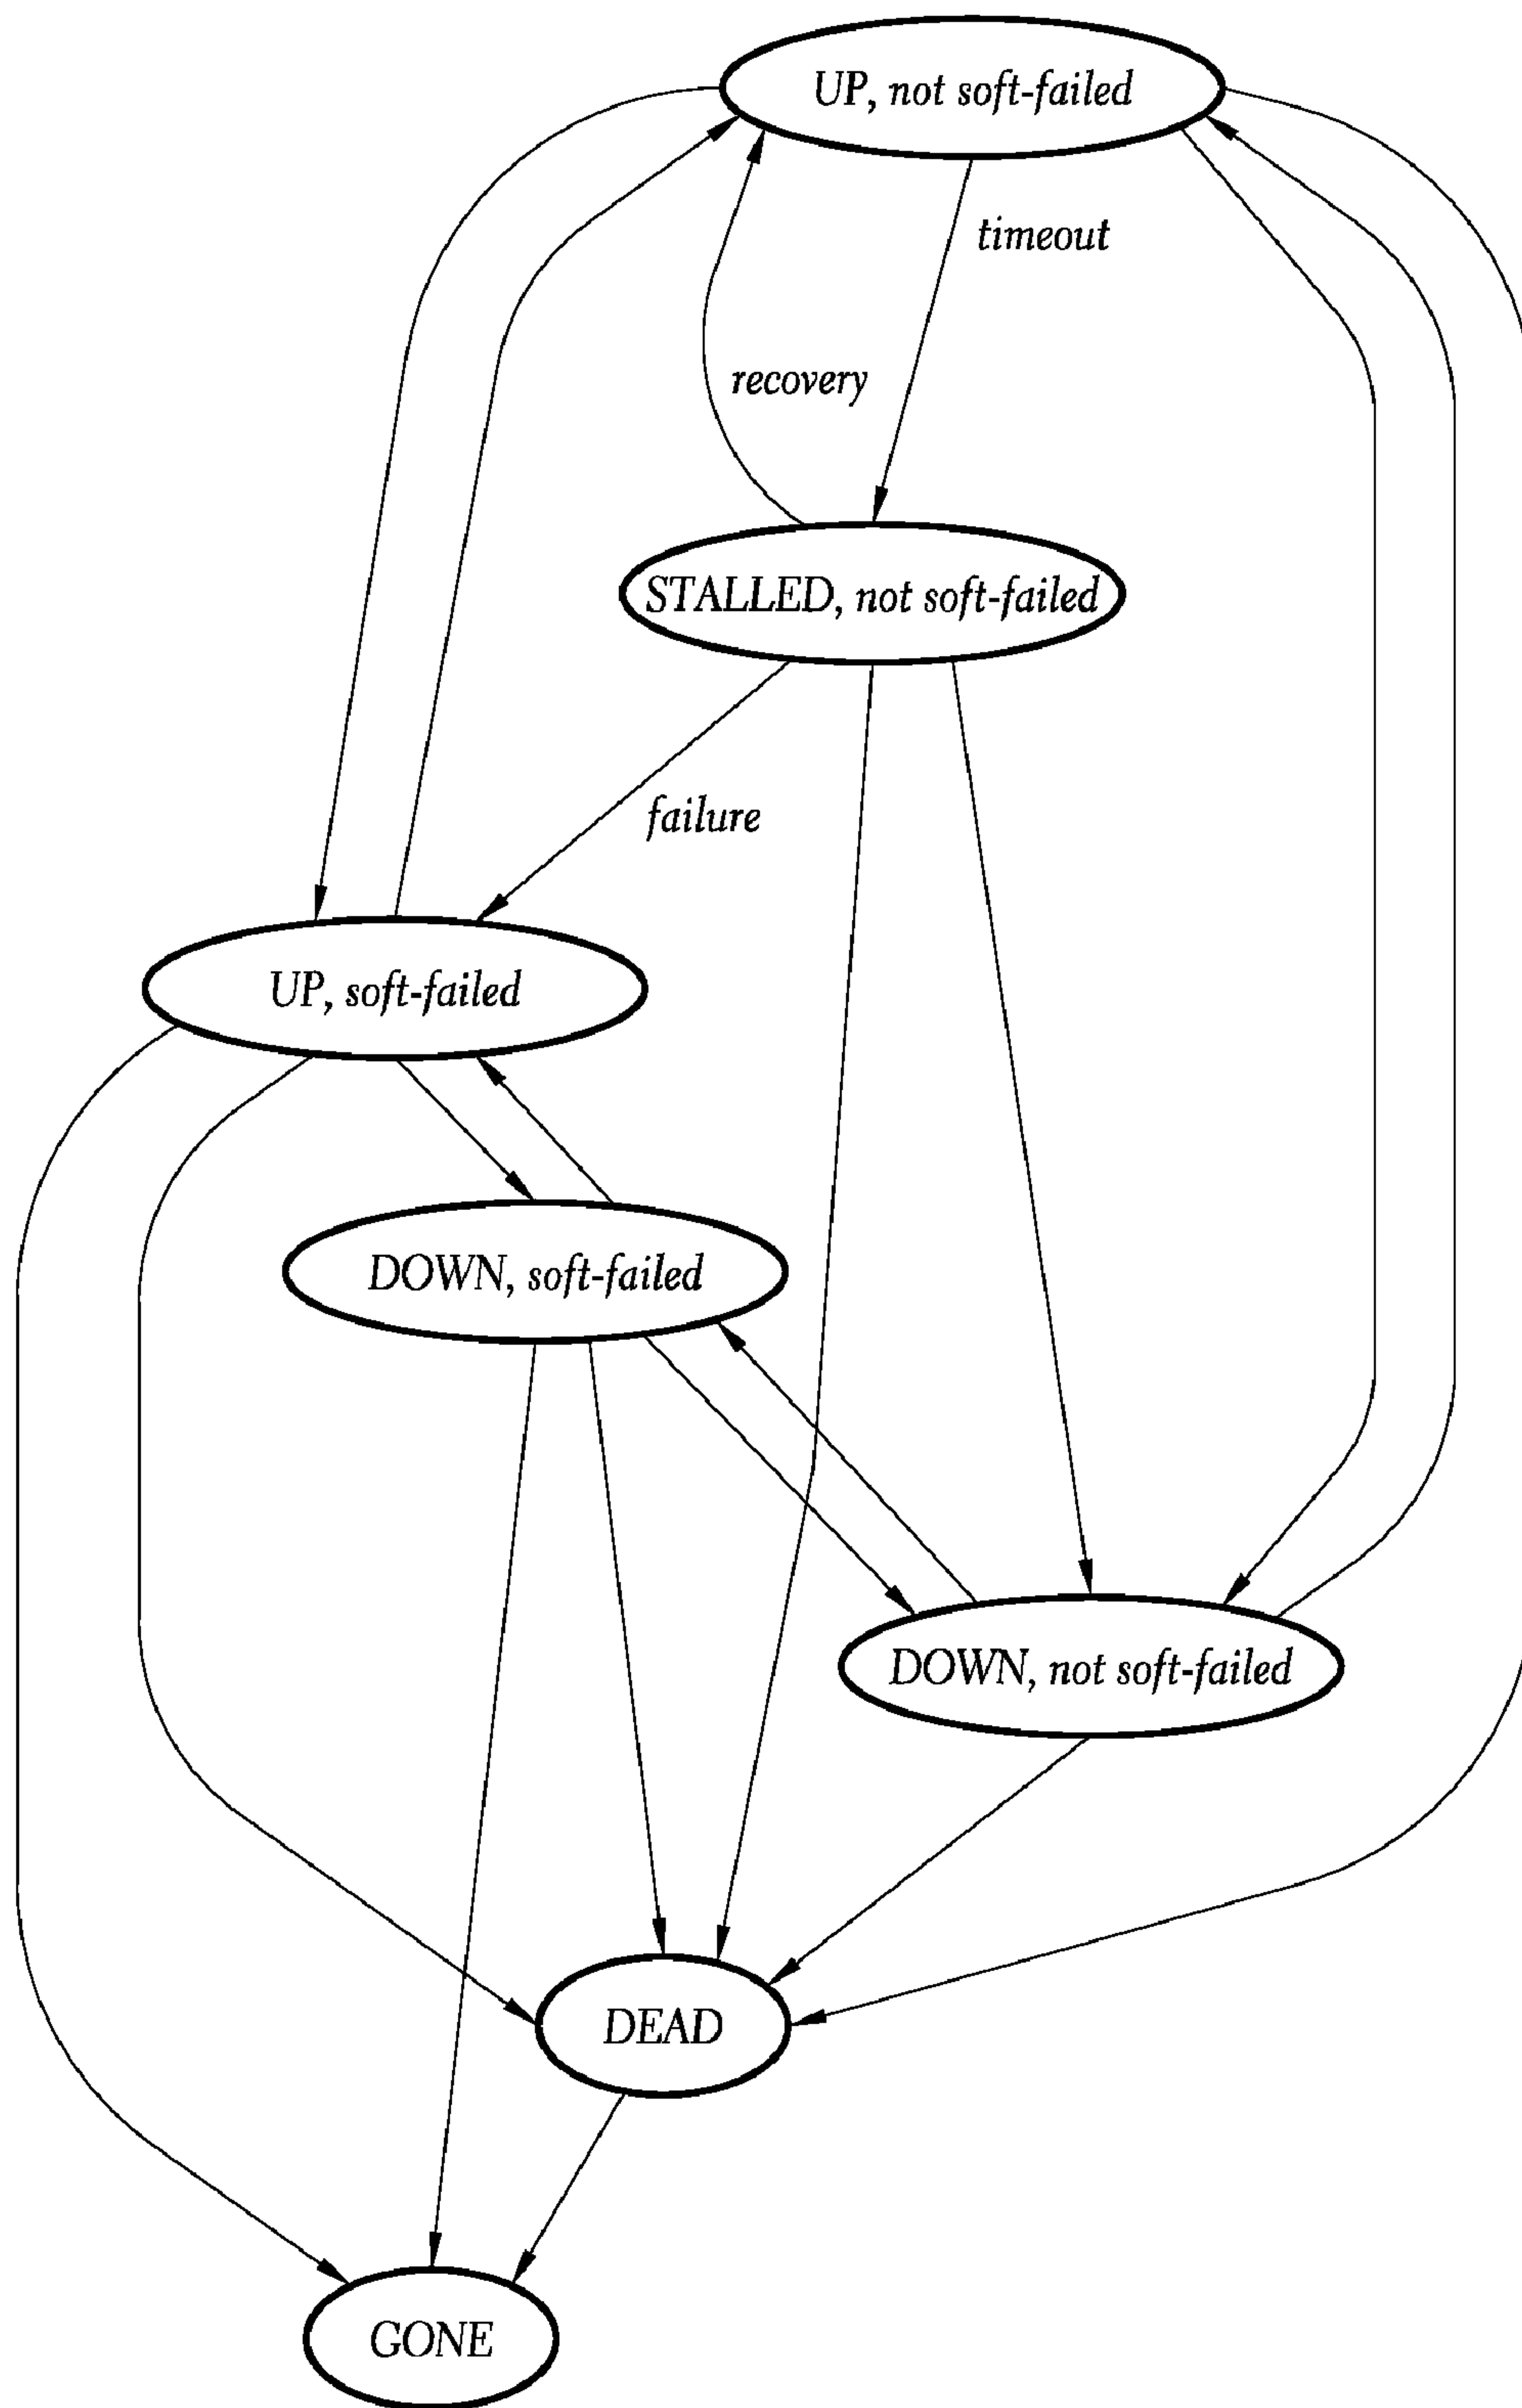 UP, not soft-failed
timeout
recovery
STALLED, not soft-failed
failure
UP, soft-failed
DOWN, soft-failed
DOWN, not soft-failed
DEAD
GONE